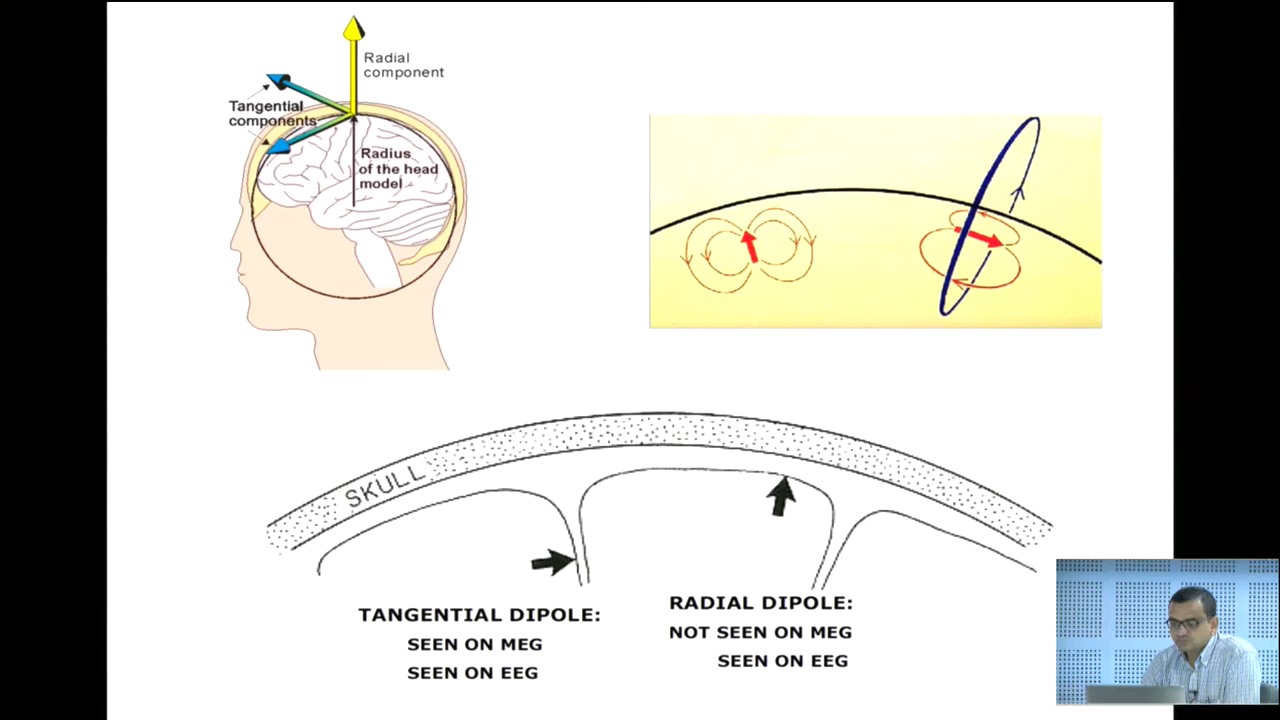 Radial
component
Tangential
components
Radius
of the head
model
SKULL
TANGENTIAL DIPOLE:
SEEN ON MEG
SEEN ON EEG
RADIAL DIPOLE:
NOT SEEN ON MEG
SEEN ON EEG